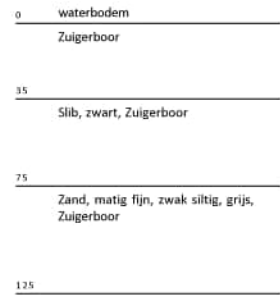 0 waterbodem
Zuigerboor
35
Slib, zwart, Zuigerboor
75
Zand, matig fijn, zwak siltig, grijs,
Zuigerboor
125